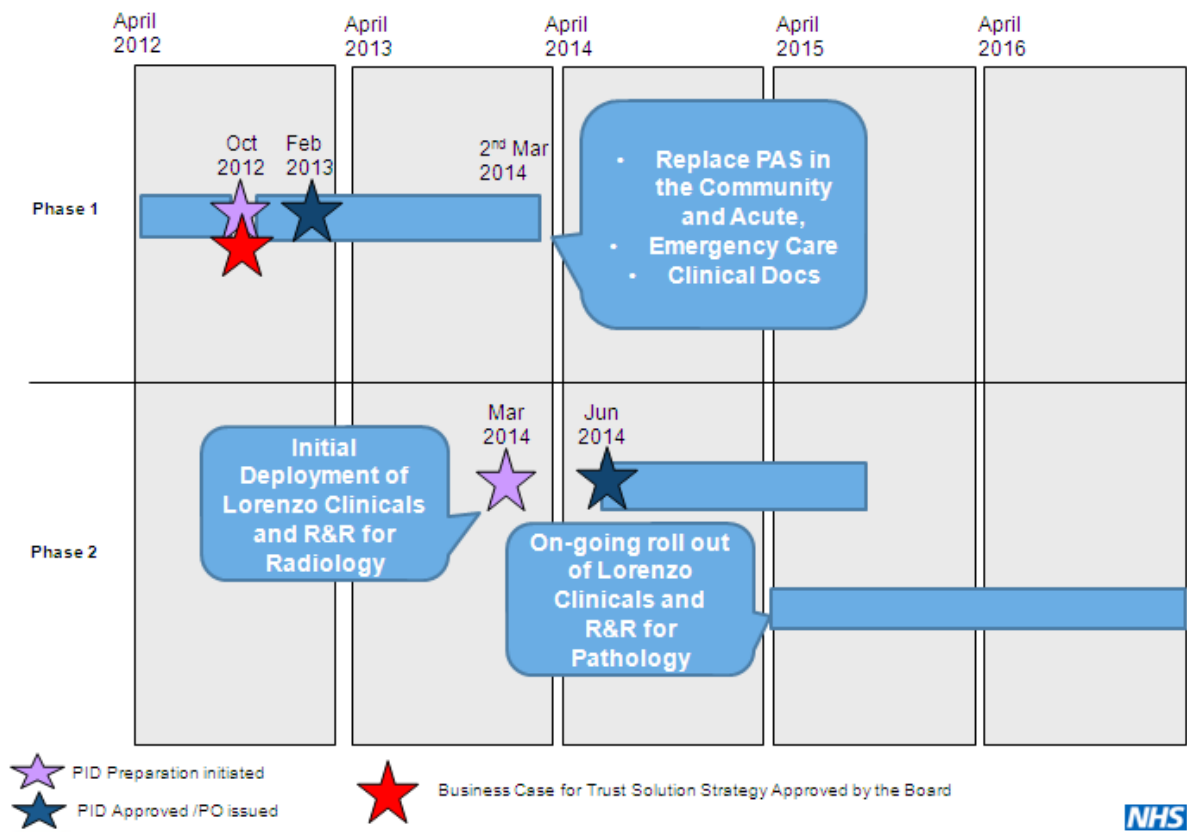 April
2012
April
2013
April
2014
April
2015
April
2016
Oct
2012
Feb
2013
2nd Mar
2014
Phase 1
• Replace PAS in
the Community
and Acute,
• Emergency Care
• Clinical Docs
Mar
2014
Jun
2014
Initial
Deployment of
Lorenzo Clinicals
and R&R for
Radiology
Phase 2
On-going roll out
of Lorenzo
Clinicals and
R&R for
Pathology
PID Preparation initiated
PID Approved /PO issued
Business Case for Trust Solution Strategy Approved by the Board
NHS